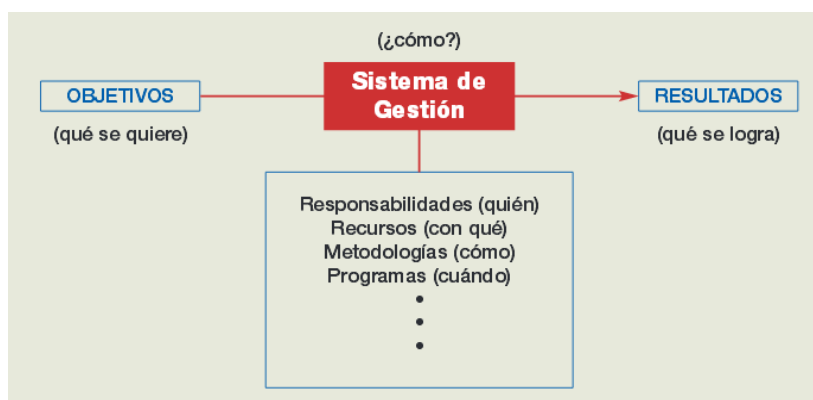 (¿cómo?)
OBJETIVOS
(qué se quiere)
Sistema de
Gestión
RESULTADOS
(qué se logra)
Responsabilidades (quién)
Recursos (con qué)
Metodologías (cómo)
Programas (cuándo)
•
•
•